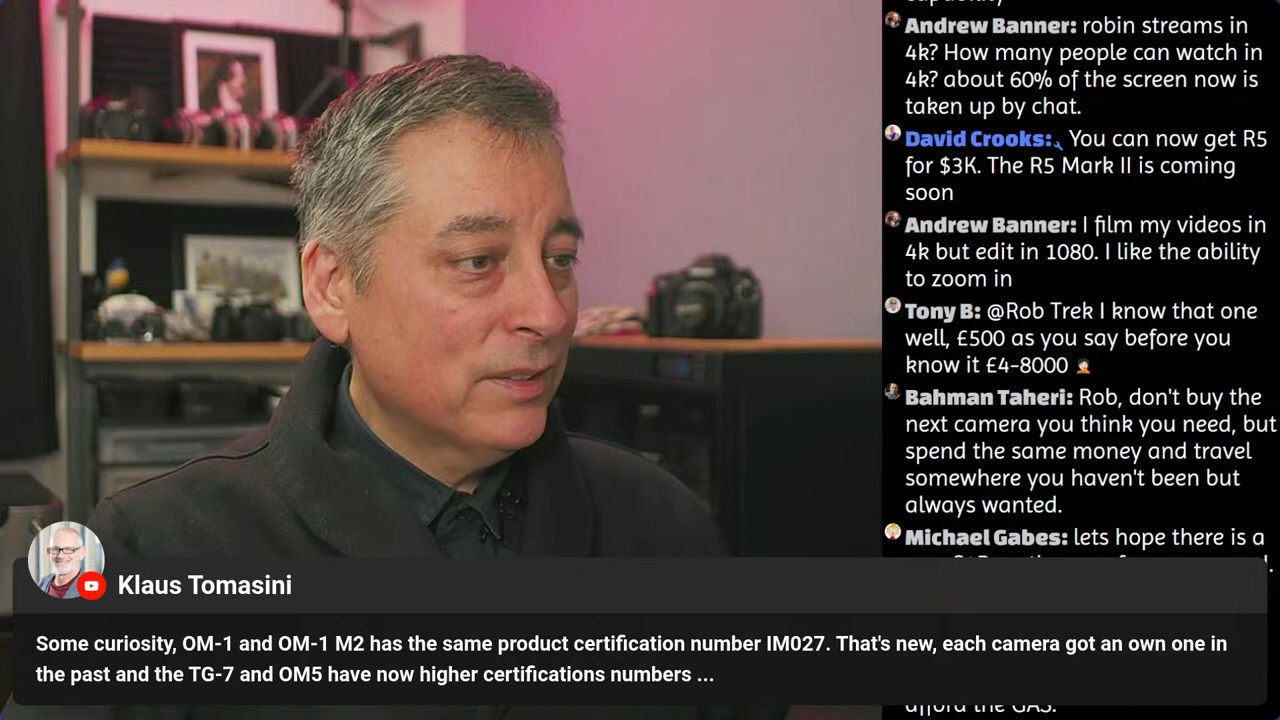 Andrew Banner: robin streams in
4k? How many people can watch in
4k? about 60% of the screen now is
taken up by chat.
David Crooks: You can now get R5
for $3K. The R5 Mark II is coming
soon
Andrew Banner: I film my videos in
4k but edit in 1080. I like the ability
to zoom in
Tony B: @Rob Trek I know that one
well, £500 as you say before you
know it £4-8000
Bahman Taheri: Rob, don't buy the
next camera you think you need, but
spend the same money and travel
somewhere you haven't been but
always wanted.
Michael Gabes: lets hope there is a
Klaus Tomasini
Some curiosity, OM-1 and OM-1 M2 has the same product certification number IM027. That's new, each camera got an own one in
the past and the TG-7 and OM5 have now higher certifications numbers ...
afford the GAS.